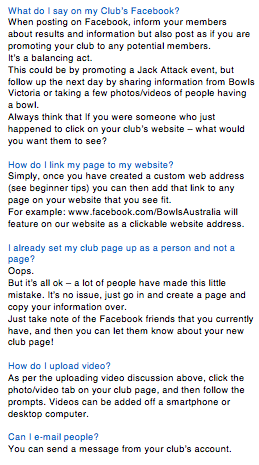 What do I say on my Club's Facebook?
When posting on Facebook, inform your members
about results and information but also post as if you are
promoting your club to any potential members.
It's a balancing act.
This could be by promoting a Jack Attack event, but
follow up the next day by sharing information from Bowls
Victoria or taking a few photos/videos of people having
a bowl.
Always think that if you were someone who just
happened to click on your club's website – what would
you want them to see?
How do I link my page to my website?
Simply, once you have created a custom web address
(see beginner tips) you can then add that link to any
page on your website that you see fit.
For example: www.facebook.com/BowlsAustralia will
feature on our website as a clickable website address.
I already set my club page up as a person and not a
page?
Oops.
But it's all ok – a lot of people have made this little
mistake. It's no issue, just go in and create a page and
copy your information over.
Just take note of the Facebook friends that you currently
have, and then you can let them know about your new
club page!
How do I upload video?
As per the uploading video discussion above, click the
photo/video tab on your club page, and then follow the
prompts. Videos can be added off a smartphone or
desktop computer.
Can I e-mail people?
You can send a message from your club's account.